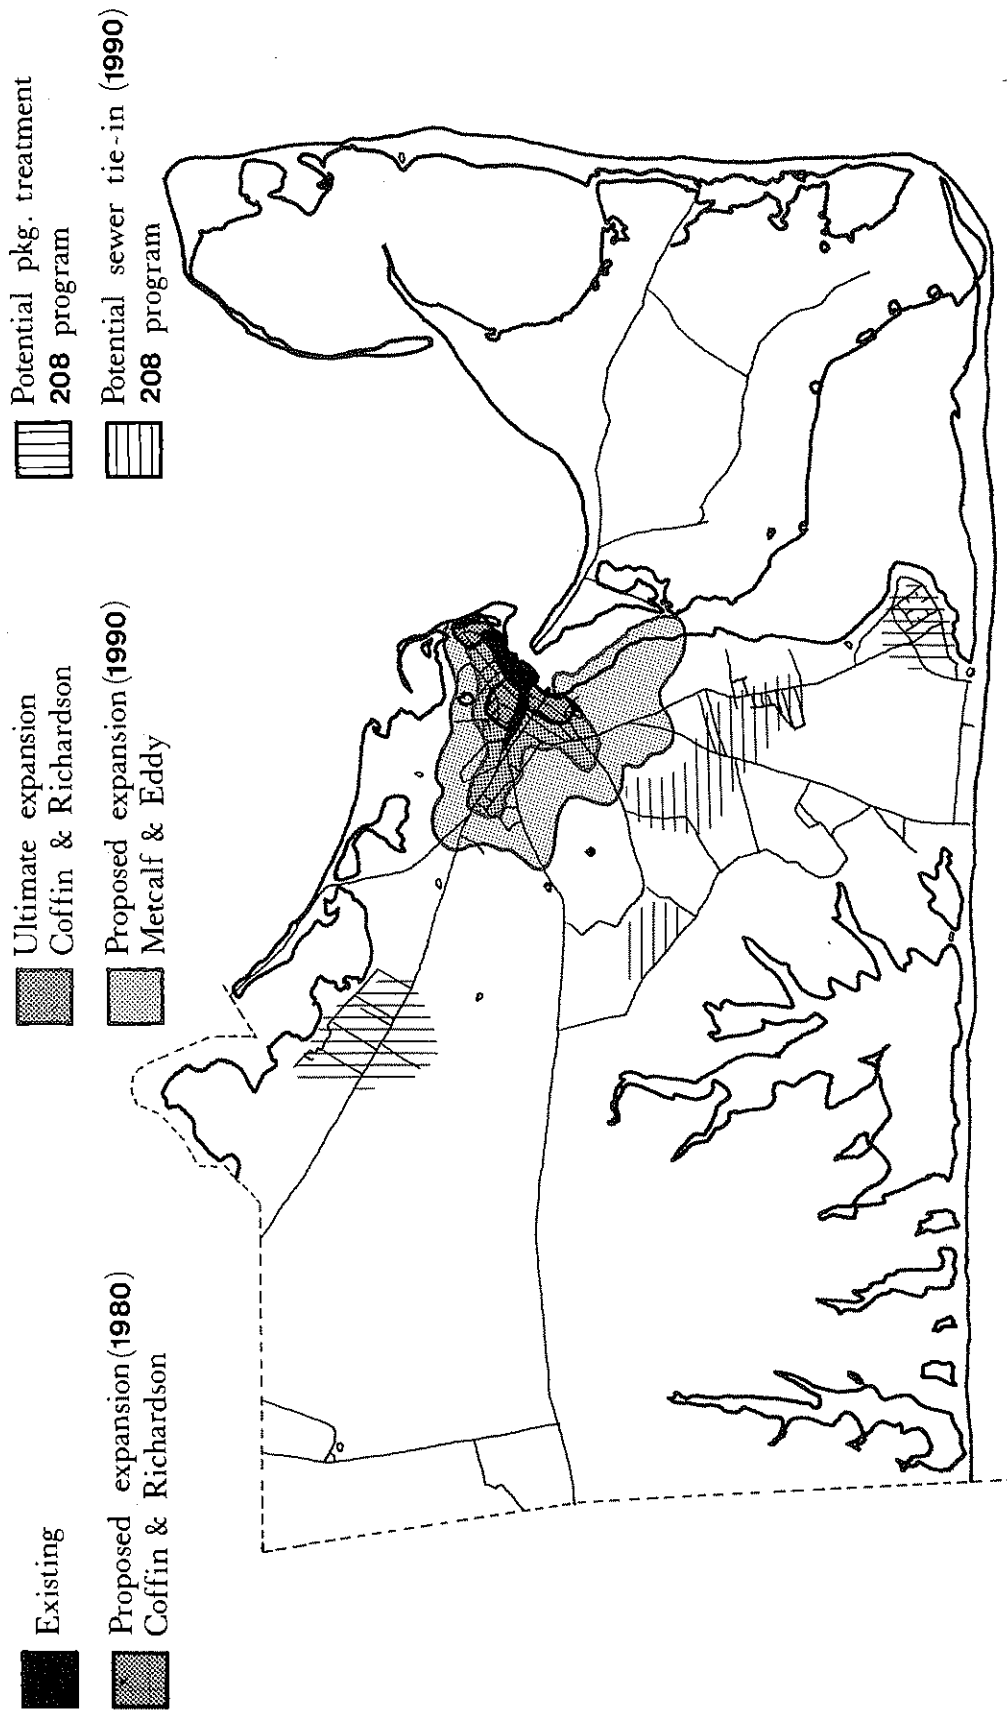 Existing
Proposed expansion (1980)
Coffin & Richardson
Ultimate expansion
Coffin & Richardson
Proposed expansion (1990)
Metcalf & Eddy
Potential pkg. treatment
208 program
Potential sewer tie-in (1990)
208 program